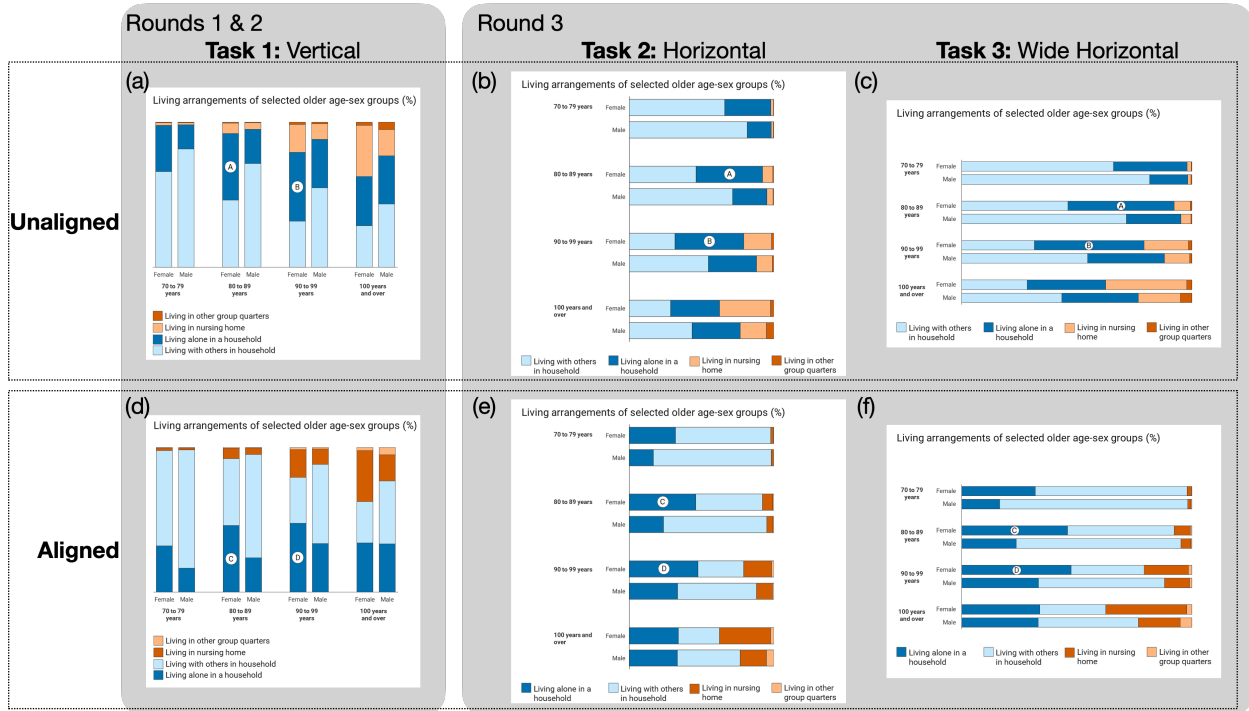 Rounds 1 & 2
Round 3
Task 1: Vertical
Task 2: Horizontal
Task 3: Wide Horizontal
Unaligned
(a)
Living arrangements of selected older age-sex groups (%)
A
B
Female Male Female Male Female Male Female Male
70 to 79 years
80 to 89 years
90 to 99 years
100 years and over
Living in other group quarters
Living in nursing home
Living alone in a household
Living with others in household
(b)
Living arrangements of selected older age-sex groups (%)
70 to 79 years Female
Male
80 to 89 years Female A
Male
90 to 99 years Female B
Male
100 years and over Female
Male
Living with others in household
Living alone in a household
Living in nursing home
Living in other group quarters
(c)
Living arrangements of selected older age-sex groups (%)
70 to 79 years Female
Male
80 to 89 years Female A
Male
90 to 99 years Female B
Male
100 years and over Female
Male
Living with others in household
Living alone in a household
Living in nursing home
Living in other group quarters
Aligned
(d)
Living arrangements of selected older age-sex groups (%)
C
D
Female Male Female Male Female Male Female Male
70 to 79 years
80 to 89 years
90 to 99 years
100 years and over
Living in other group quarters
Living in nursing home
Living with others in household
Living alone in a household
(e)
Living arrangements of selected older age-sex groups (%)
70 to 79 years Female
Male
80 to 89 years Female C
Male
90 to 99 years Female D
Male
100 years and over Female
Male
Living alone in a household
Living with others in household
Living in nursing home
Living in other group quarters
(f)
Living arrangements of selected older age-sex groups (%)
70 to 79 years Female
Male
80 to 89 years Female C
Male
90 to 99 years Female D
Male
100 years and over Female
Male
Living alone in a household
Living with others in household
Living in nursing home
Living in other group quarters